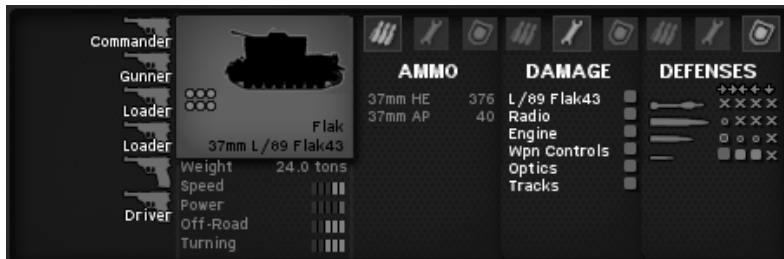 Commander
Gunner
Loader
Loader
Driver
Flak
37mm L/89 Flak43
Weight 24.0 tons
Speed
Power
Off-Road
Turning
AMMO
37mm HE 376
37mm AP 40
DAMAGE
L/89 Flak43
Radio
Engine
Wpn Controls
Optics
Tracks
DEFENSES